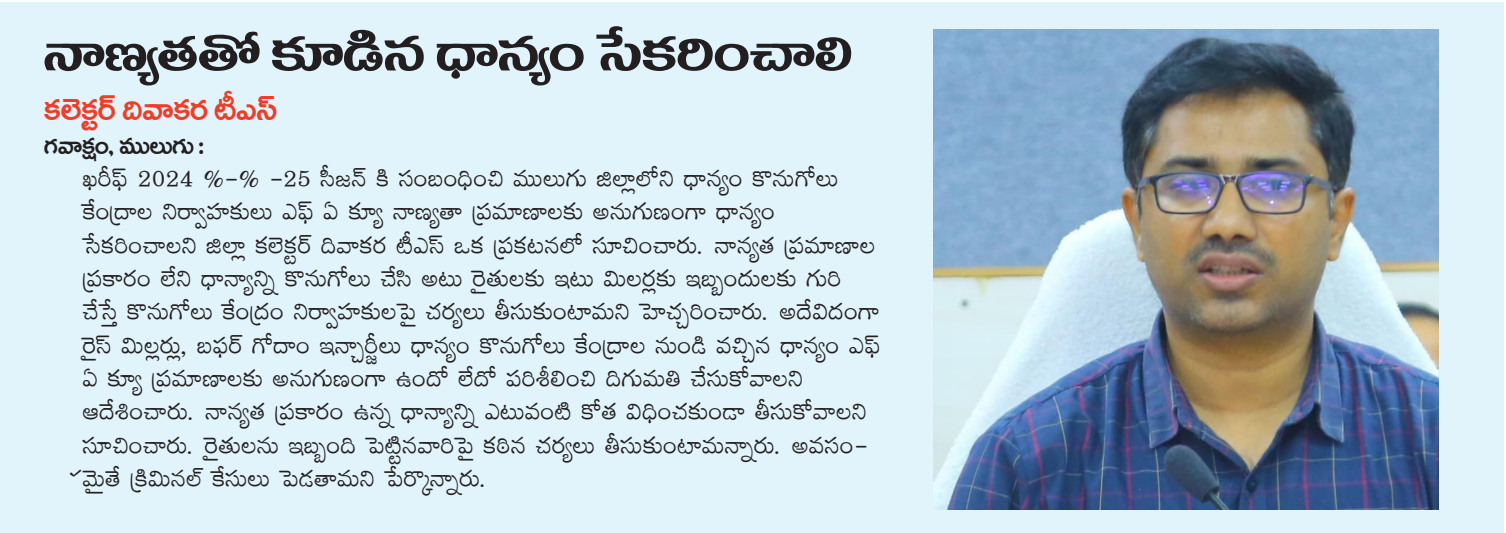 నాణ్యతతో కూడిన ధాన్యం సేకరించాలి
కలెక్టర్ దివాకర టీఎస్
గవాక్షం, ములుగు :
ఖరీఫ్ 2024 %-% -25 సీజన్ కి సంబంధించి ములుగు జిల్లాలోని ధాన్యం కొనుగోలు
కేంద్రాల నిర్వాహకులు ఎఫ్ ఏ క్యూ నాణ్యతా ప్రమాణాలకు అనుగుణంగా ధాన్యం
సేకరించాలని జిల్లా కలెక్టర్ దివాకర టీఎస్ ఒక ప్రకటనలో సూచించారు. నాన్యత ప్రమాణాల
ప్రకారం లేని ధాన్యాన్ని కొనుగోలు చేసి అటు రైతులకు ఇటు మిలర్లకు ఇబ్బందులకు గురి
చేస్తే కొనుగోలు కేంద్రం నిర్వాహకులపై చర్యలు తీసుకుంటామని హెచ్చరించారు. అదేవిదంగా
రైస్ మిల్లర్లు, బఫర్ గోదాం ఇన్చార్జీలు ధాన్యం కొనుగోలు కేంద్రాల నుండి వచ్చిన ధాన్యం ఎఫ్
ఏ క్యూ ప్రమాణాలకు అనుగుణంగా ఉందో లేదో పరిశీలించి దిగుమతి చేసుకోవాలని
ఆదేశించారు. నాన్యత ప్రకారం ఉన్న ధాన్యాన్ని ఎటువంటి కోత విధించకుండా తీసుకోవాలని
సూచించారు. రైతులను ఇబ్బంది పెట్టినవారిపై కఠిన చర్యలు తీసుకుంటామన్నారు. అవసం-
మైతే క్రిమినల్ కేసులు పెడతామని పేర్కొన్నారు.